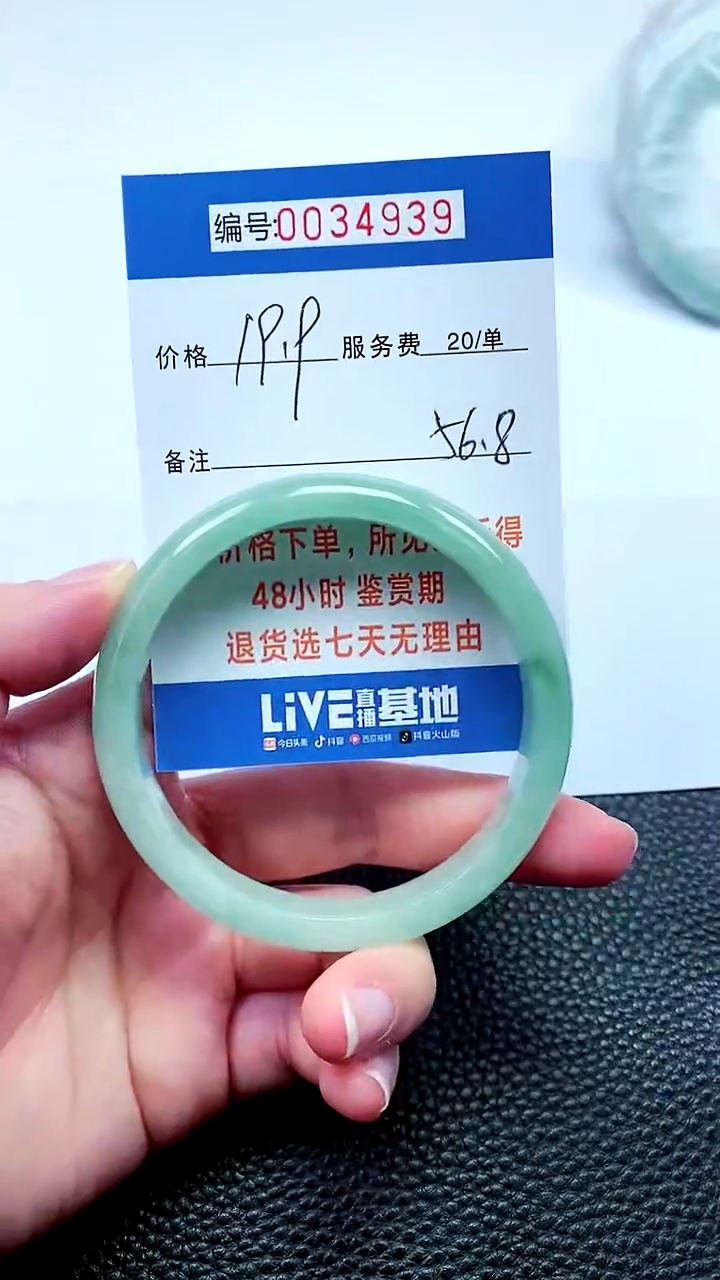 编号:0034939
价格 19.9 服务费 20/单
备注 56.8
价格下单，所见 得
48小时 鉴赏期
退货选七天无理由
LiVE直播基地
今日头条 抖音 西瓜视频 抖音火山版